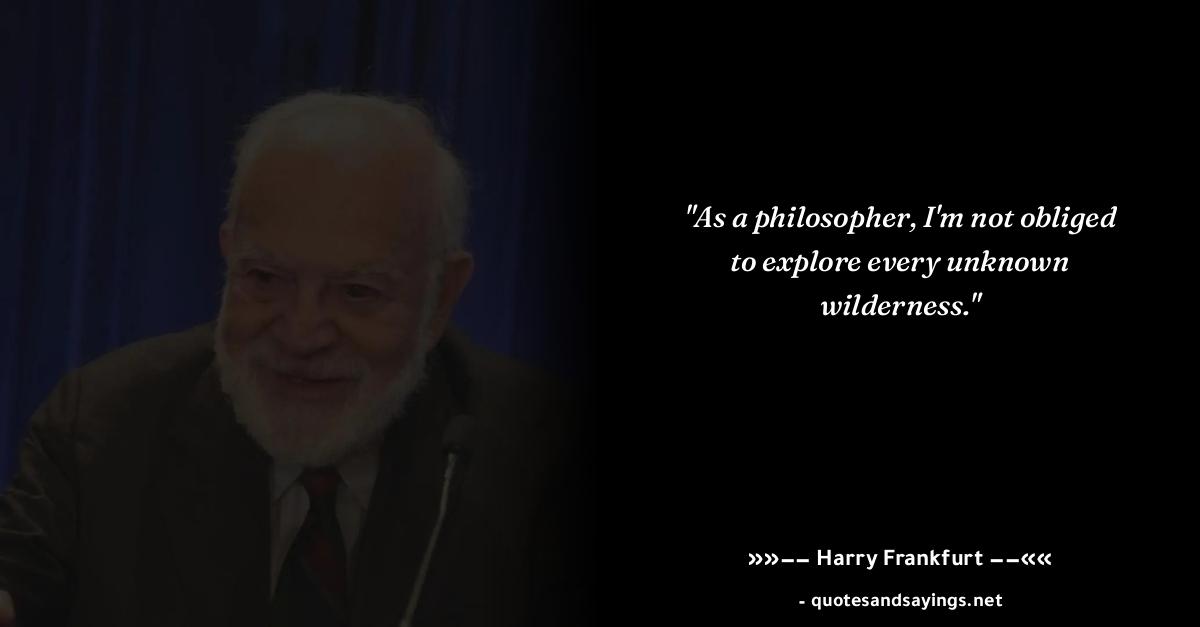 "As a philosopher, I'm not obliged
to explore every unknown
wilderness."
»»–– Harry Frankfurt ––««
- quotesandsayings.net